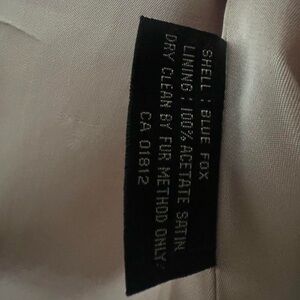 SHELL : BLUE FOX
LINING : 100% ACETATE SATIN
DRY CLEAN BY FUR METHOD ONLY
CA 01812